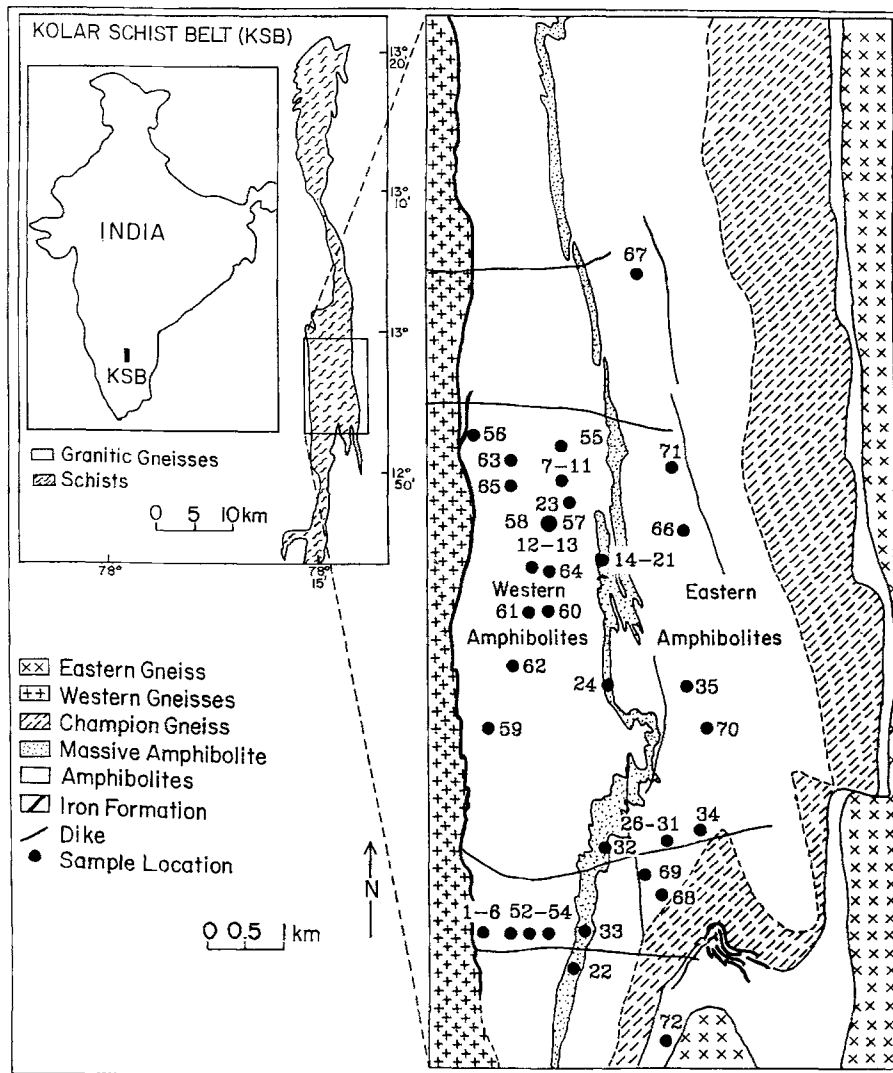 KOLAR SCHIST BELT (KSB)
INDIA
KSB
Granitic Gneisses
Schists
0 5 10 km
78°
78°
15'
13°
20'
13°
10'
13°
12°
50'
Eastern Gneiss
Western Gneisses
Champion Gneiss
Massive Amphibolite
Amphibolites
Iron Formation
Dike
Sample Location
N
0 0.5 1 km
67
56
55
63
7-11
71
65
23
58
57
66
12-13
14-21
64
Western
Eastern
61
60
Amphibolites
Amphibolites
62
24
35
59
70
26-31
34
32
69
1-6
52-54
33
68
22
72